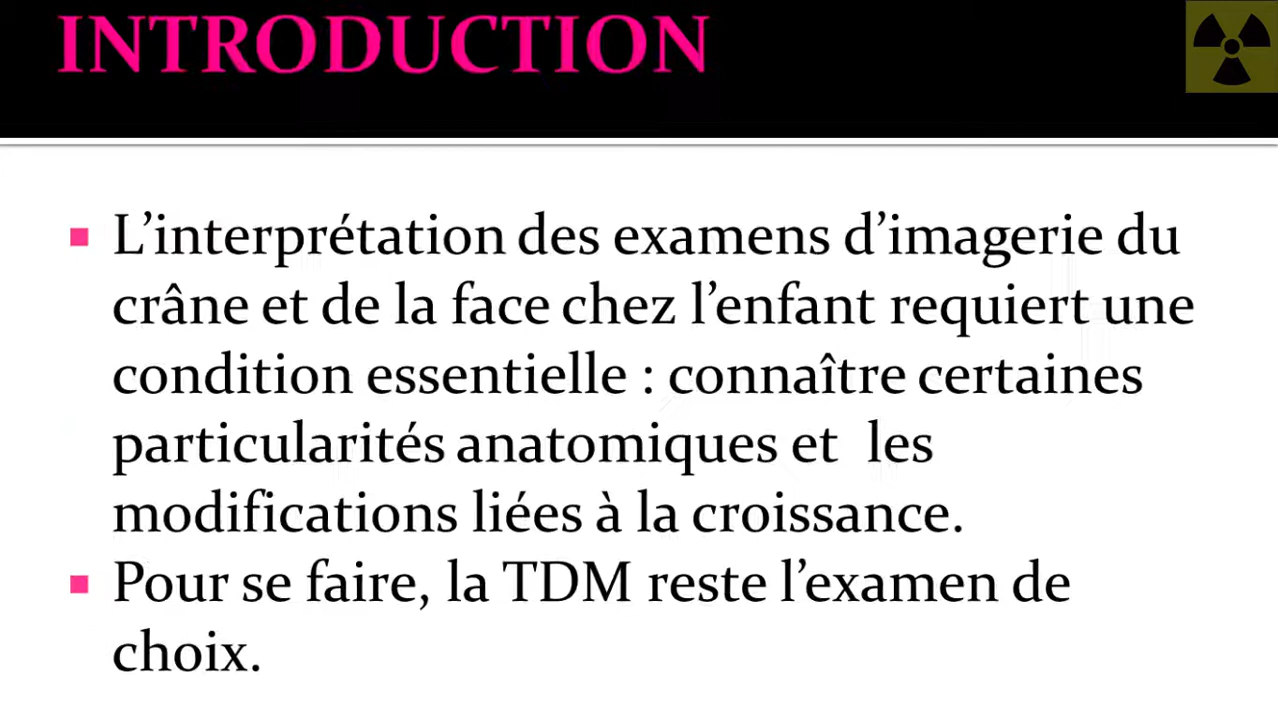 INTRODUCTION
L’interprétation des examens d’imagerie du
crâne et de la face chez l’enfant requiert une
condition essentielle : connaître certaines
particularités anatomiques et  les
modifications liées à la croissance.
Pour se faire, la TDM reste l’examen de
choix.